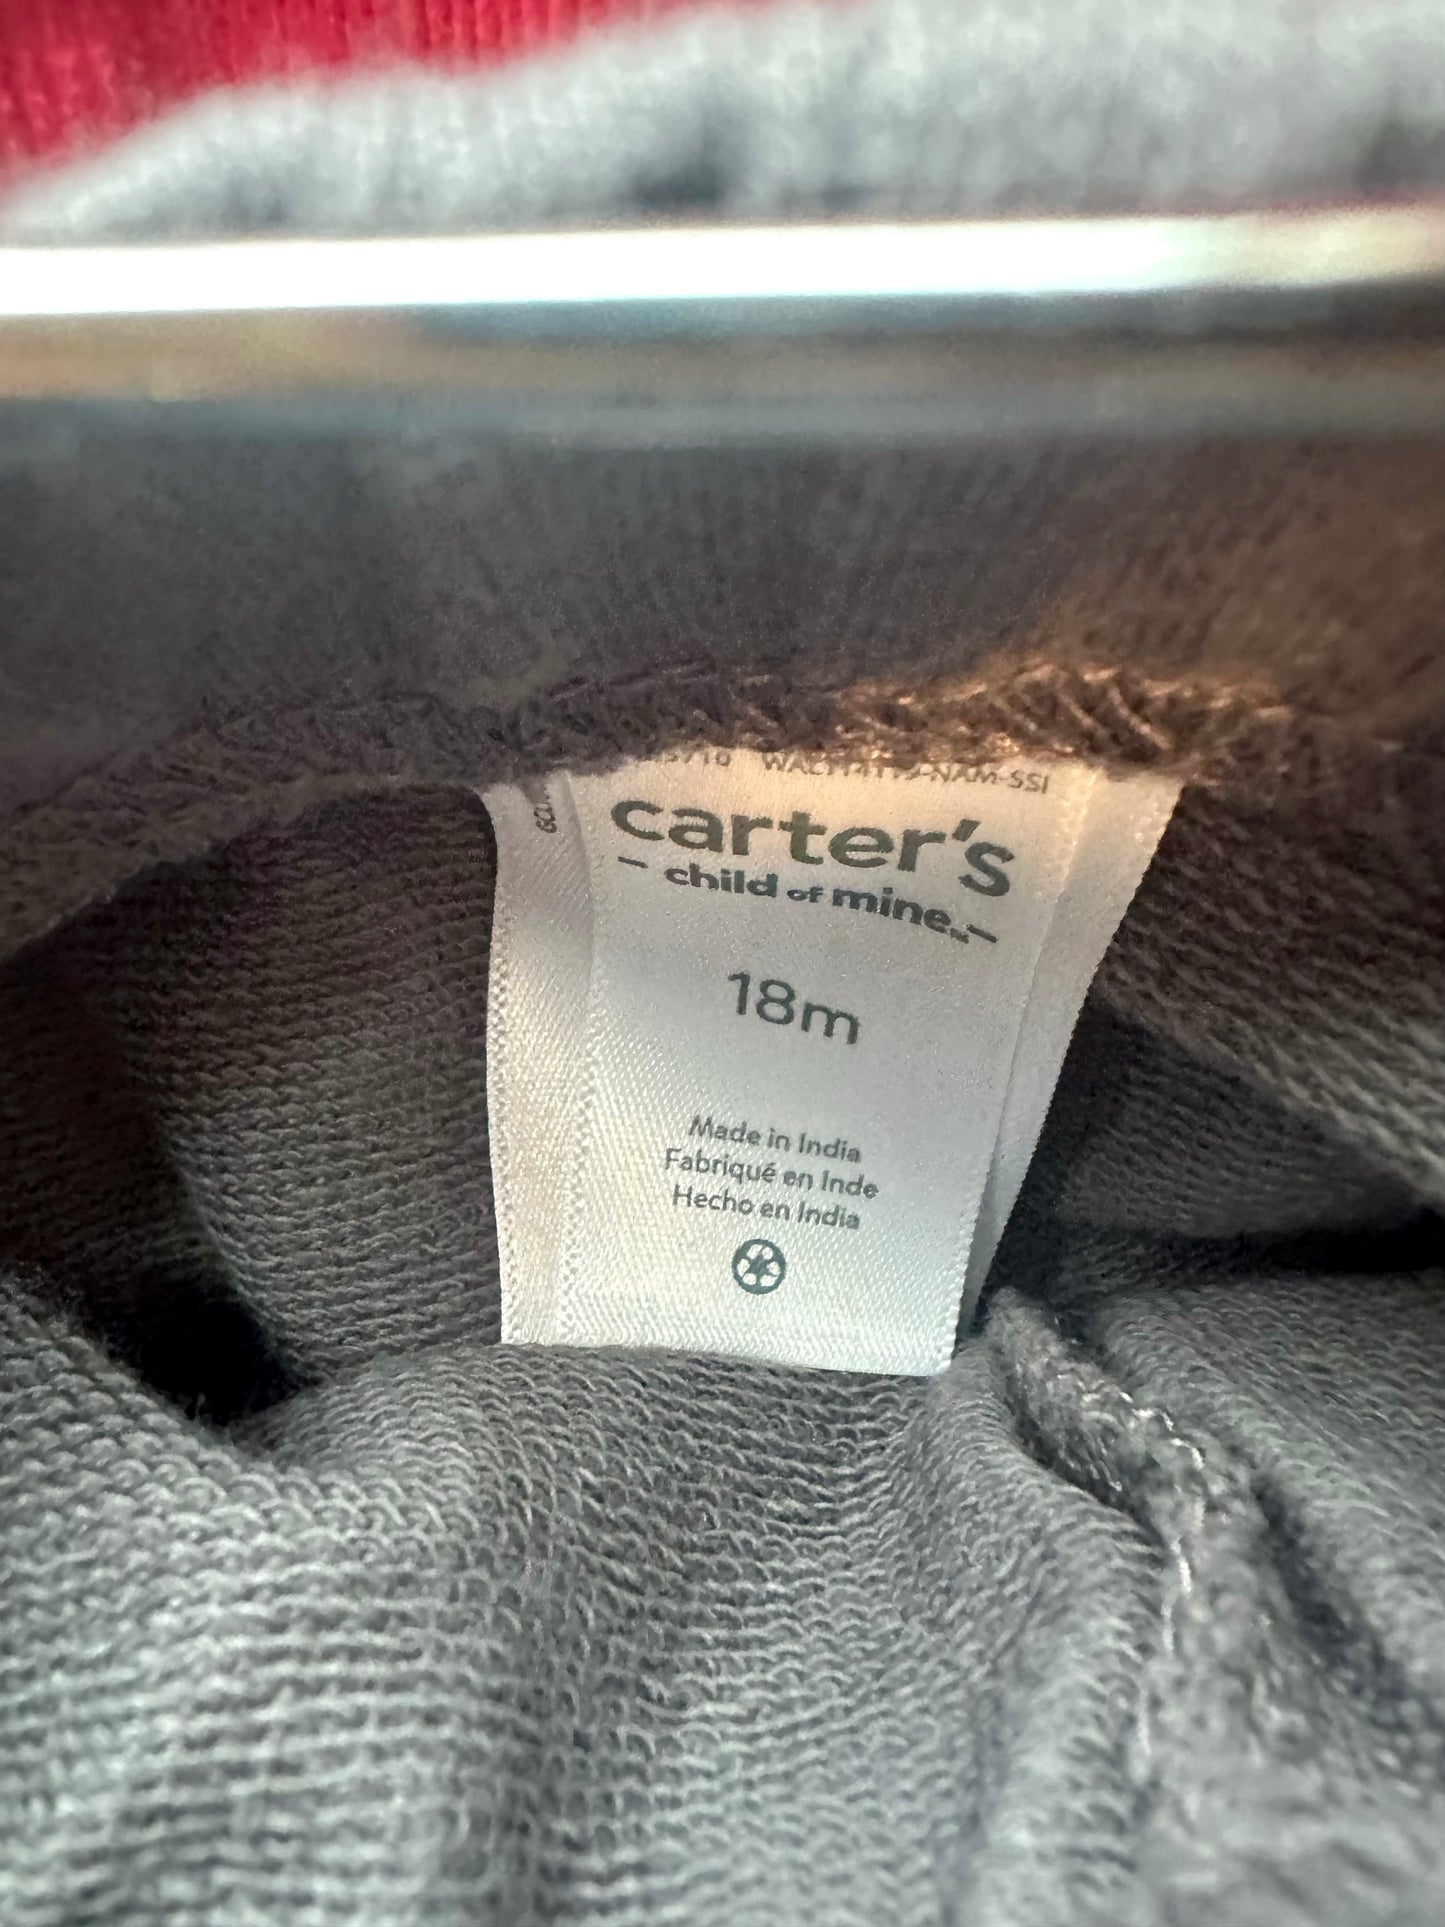 carter's
child of mine
18m
Made in India
Fabriqué en Inde
Hecho en India